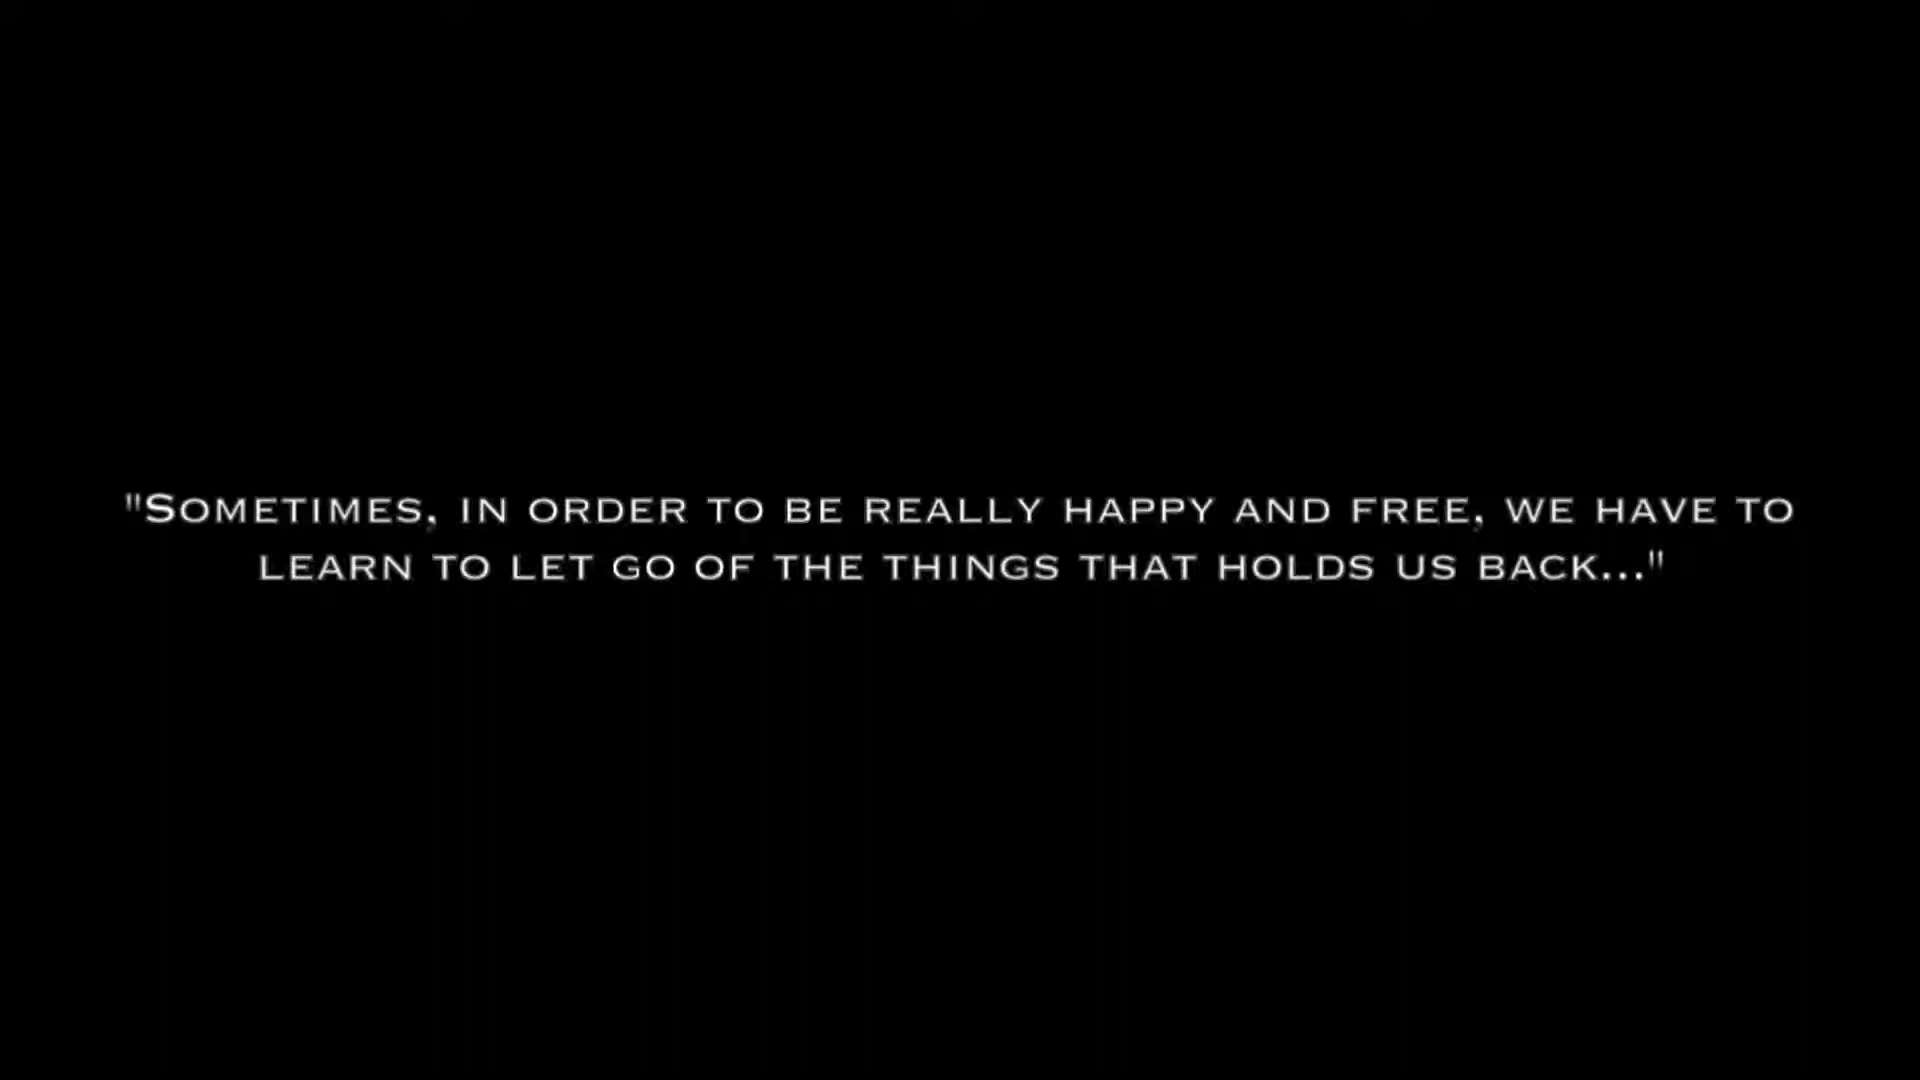 "Sometimes, in order to be really happy and free, we have to
learn to let go of the things that holds us back..."